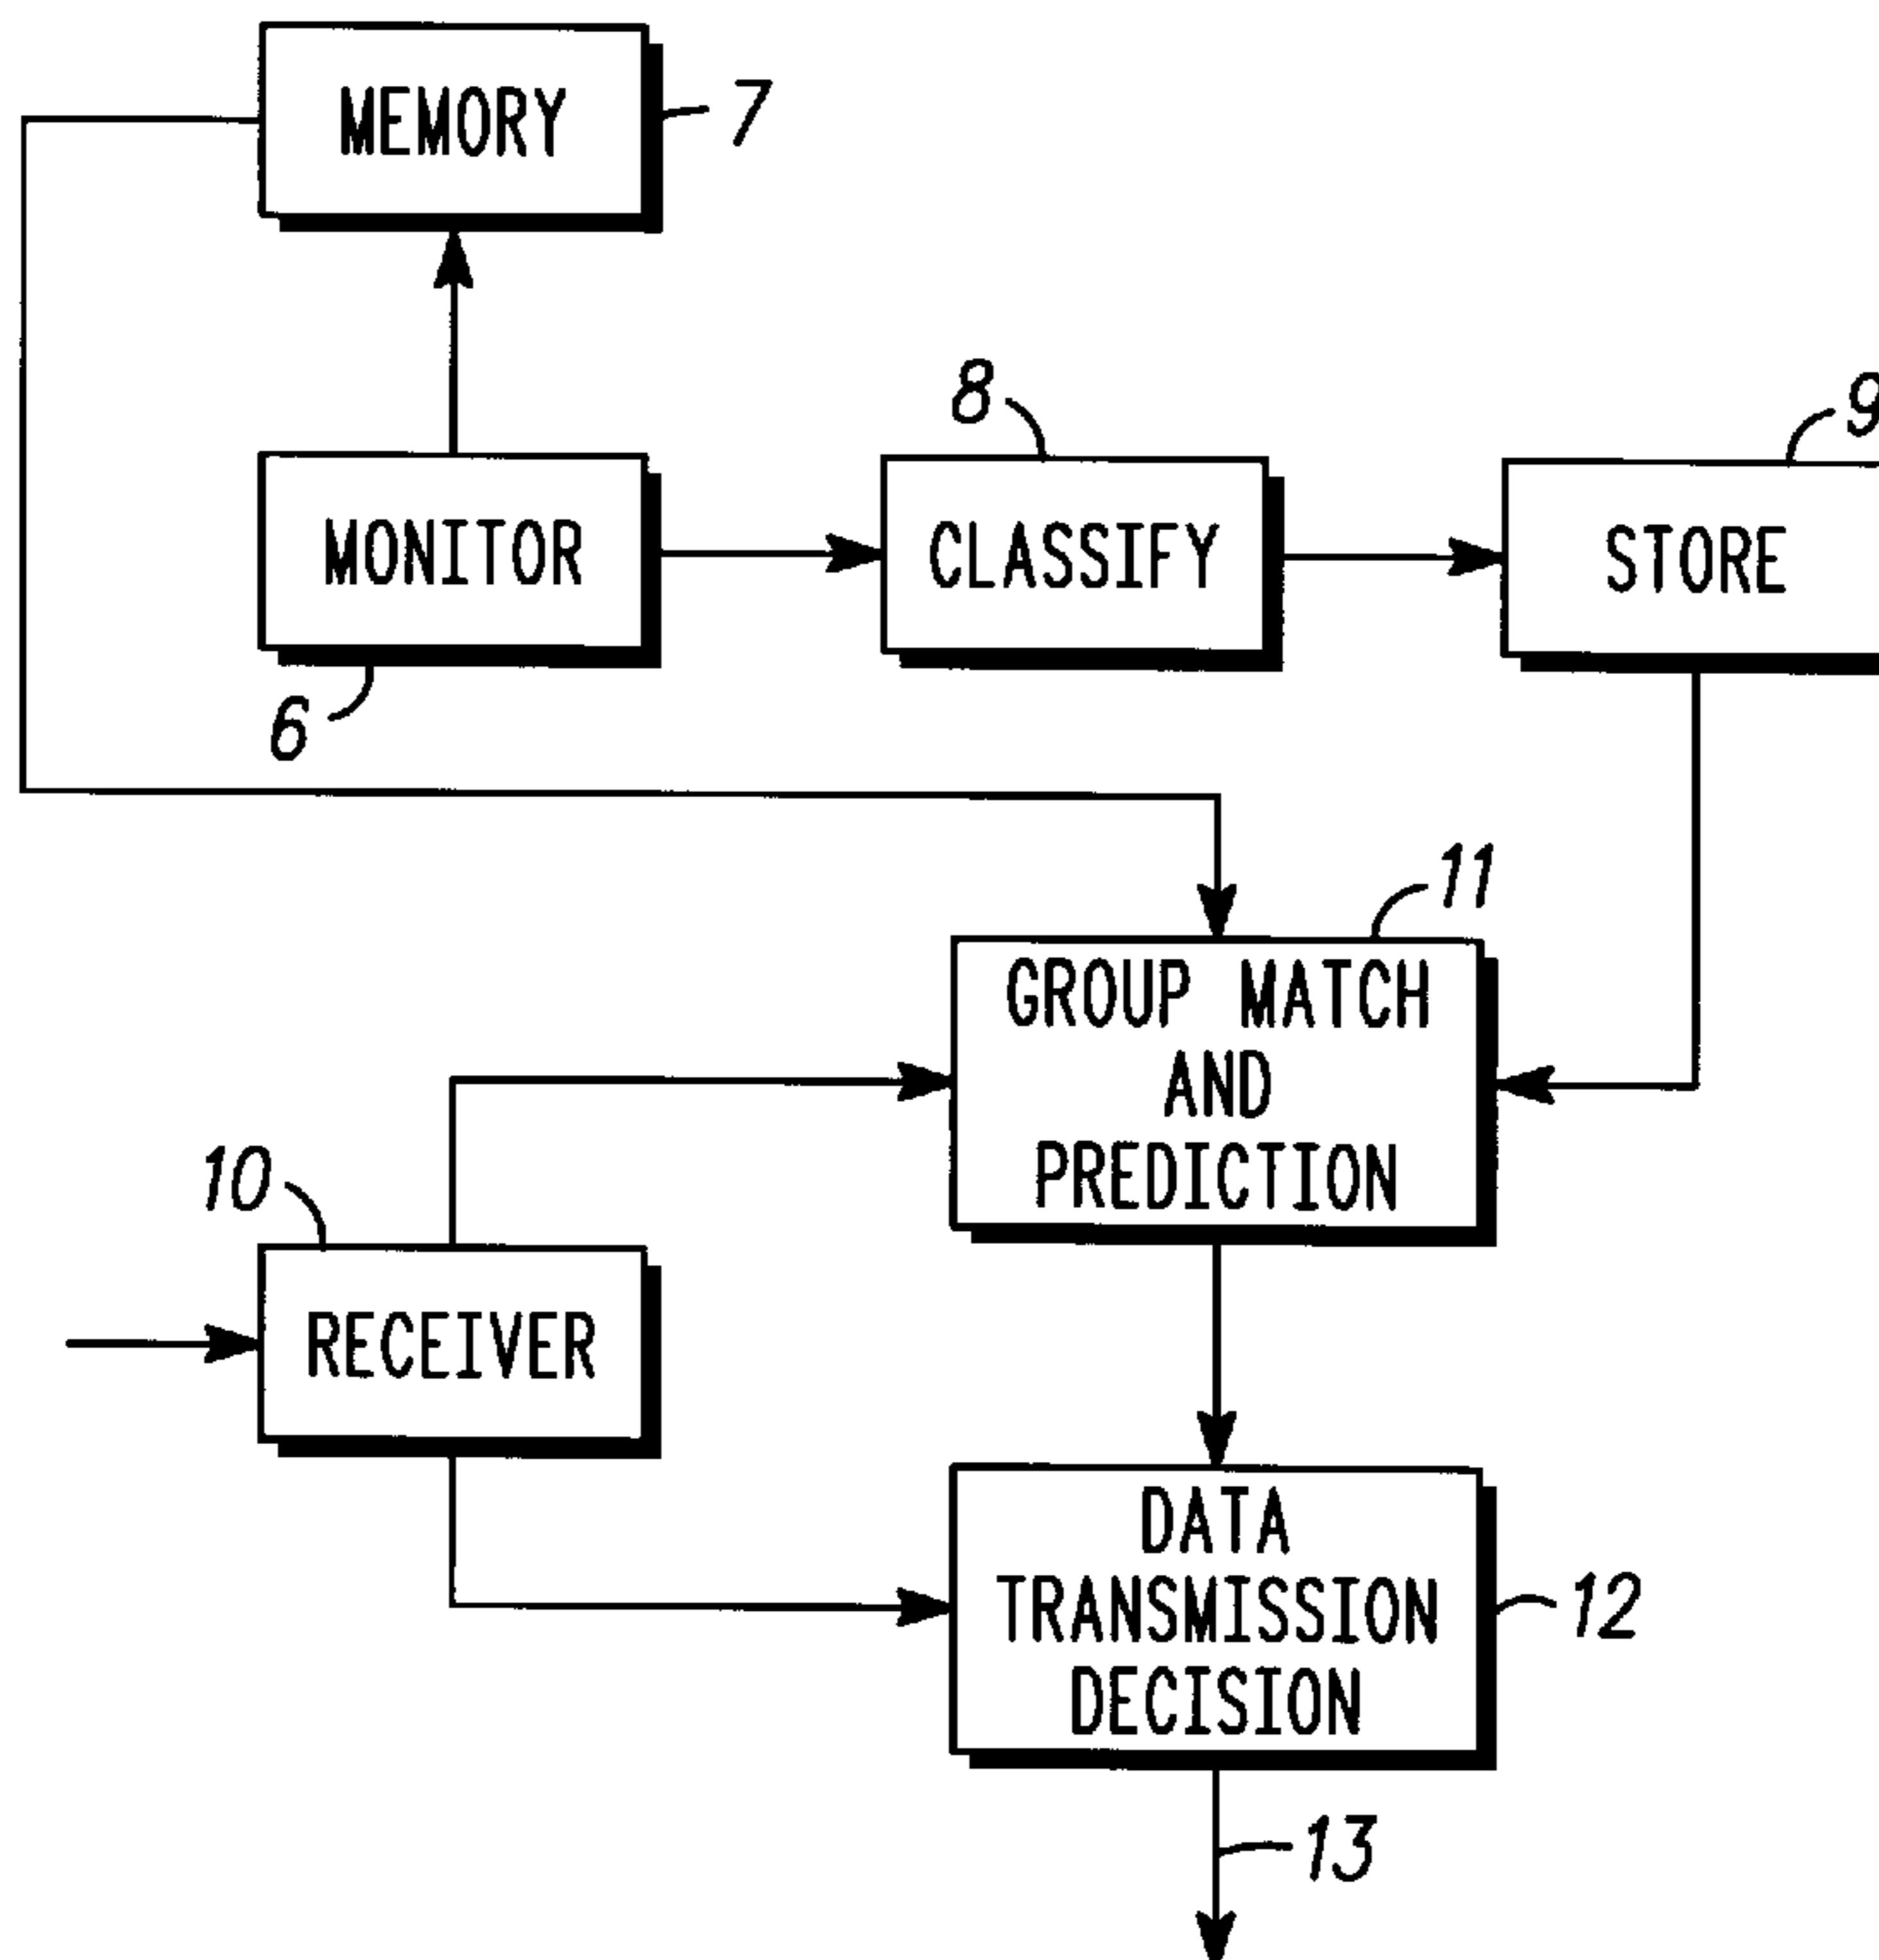 MEMORY
7
8
9
MONITOR
CLASSIFY
STORE
6
11
GROUP MATCH
AND
PREDICTION
10
RECEIVER
DATA
TRANSMISSION
DECISION
12
13